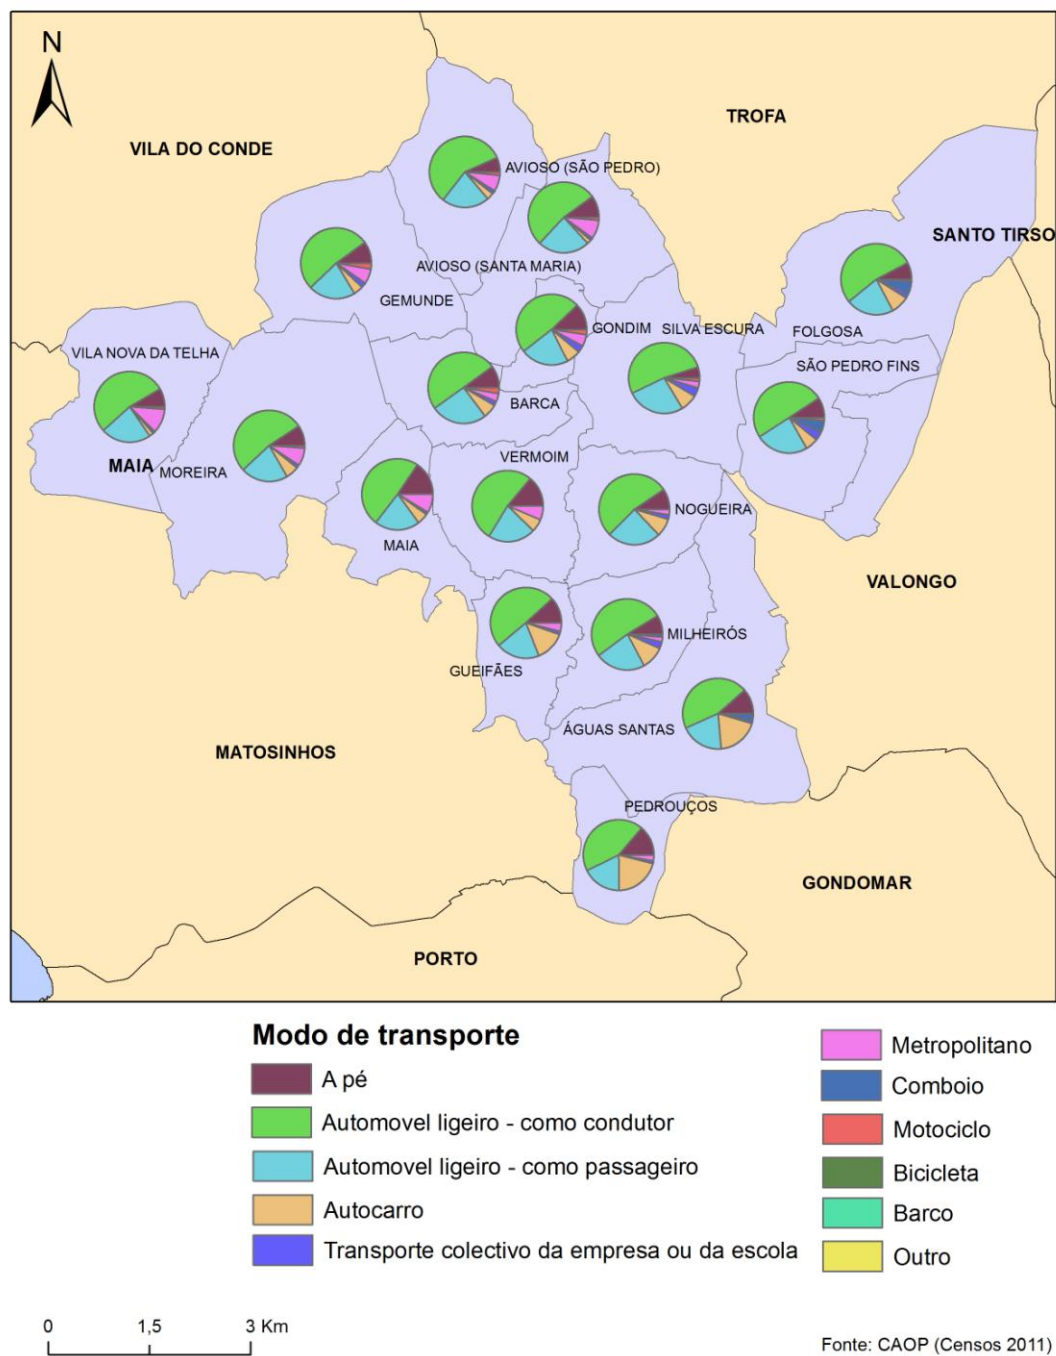 N
TROFA
VILA DO CONDE
AVIOSO (SÃO PEDRO)
SANTO TIRSO
AVIOSO (SANTA MARIA)
GEMUNDE
GONDIM
SILVA ESCURA
FOLGOSA
VILA NOVA DA TELHA
SÃO PEDRO FINS
BARCA
MAIA
MOREIRA
VERMOIM
NOGUEIRA
MAIA
VALONGO
MILHEIRÓS
GUEIFÃES
ÁGUAS SANTAS
MATOSINHOS
PEDROUÇOS
GONDOMAR
PORTO
Modo de transporte
A pé
Automovel ligeiro - como condutor
Automovel ligeiro - como passageiro
Autocarro
Transporte colectivo da empresa ou da escola
Metropolitano
Comboio
Motociclo
Bicicleta
Barco
Outro
0 1,5 3 Km
Fonte: CAOP (Censos 2011)